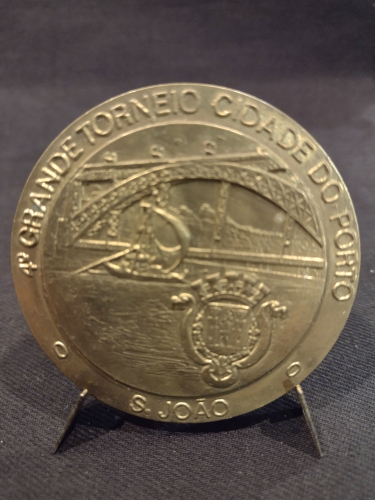 4º GRANDE TORNEIO CIDADE DO PORTO
S. JOÃO